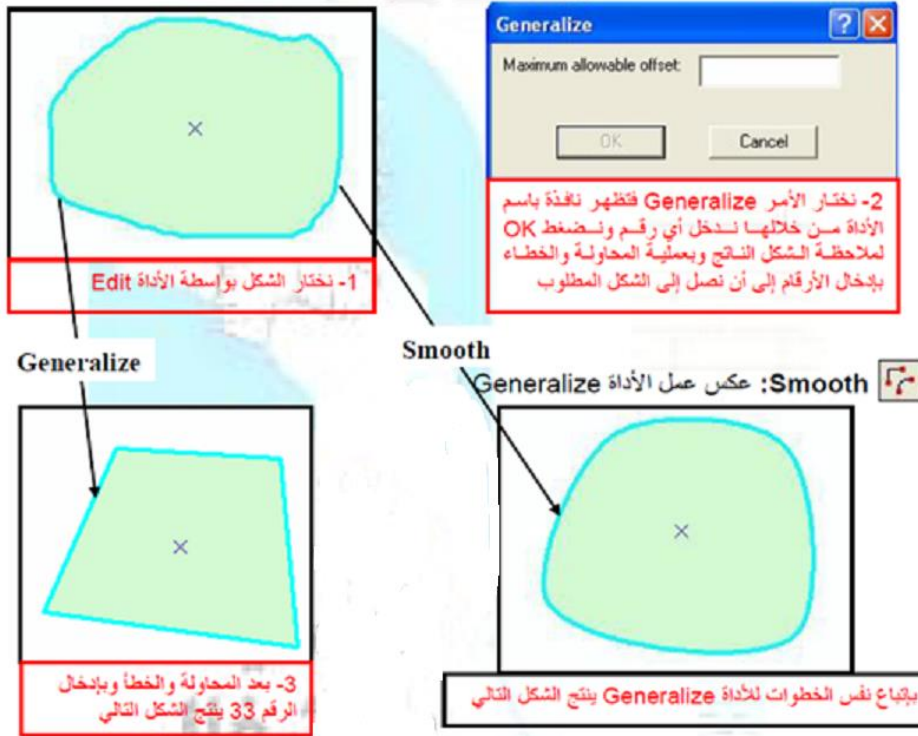 Generalize
Maximum allowable offset:
OK
Cancel
1- نختار الشكل بواسطة الأداة Edit
2- نختار الأمر Generalize فتظهر نافذة باسم
الأداة من خلالها ندخل أي رقم ونضغط OK
لملاحظة الشكل الناتج وبعملية المحاولة والخطاء
بإدخال الأرقام إلى أن نصل إلى الشكل المطلوب
Generalize
Smooth
Smooth: عكس عمل الأداة Generalize
3- بعد المحاولة والخطأ وبإدخال
الرقم 33 ينتج الشكل التالي
بإتباع نفس الخطوات للأداة Generalize ينتج الشكل التالي